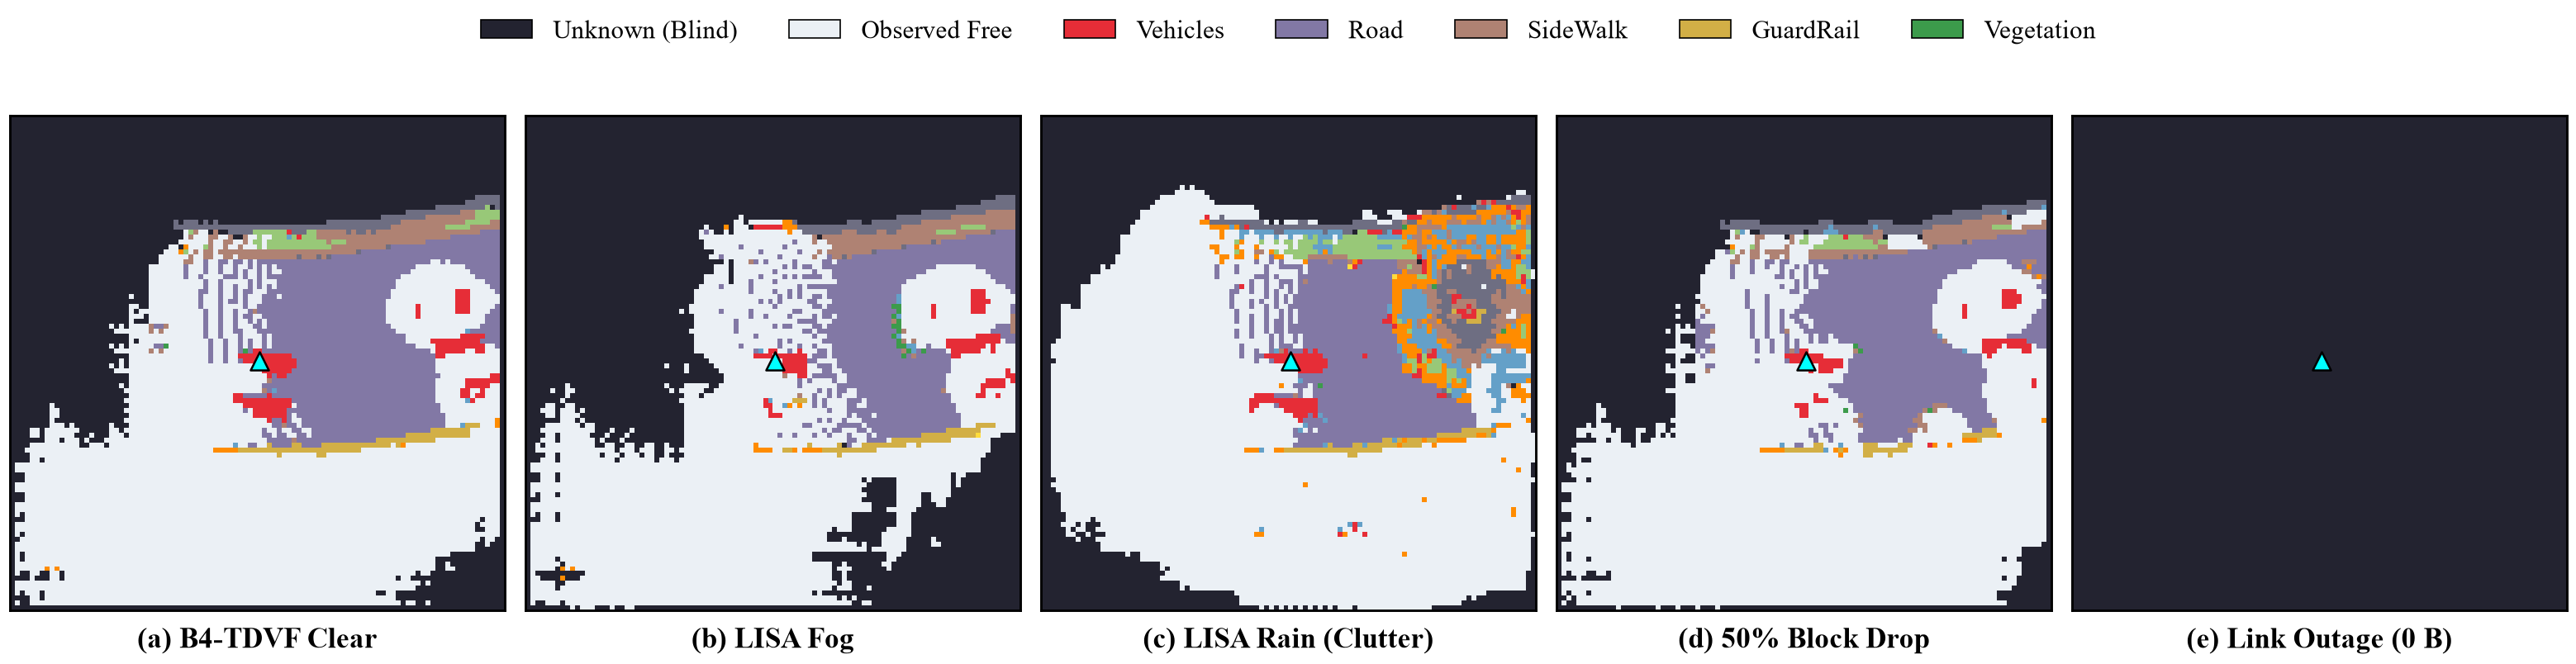 Unknown (Blind) Observed Free Vehicles Road SideWalk GuardRail Vegetation
(a) B4-TDVF Clear
(b) LISA Fog
(c) LISA Rain (Clutter)
(d) 50% Block Drop
(e) Link Outage (0 B)